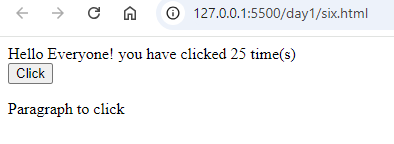 127.0.0.1:5500/day1/six.html
Hello Everyone! you have clicked 25 time(s)
Click
Paragraph to click